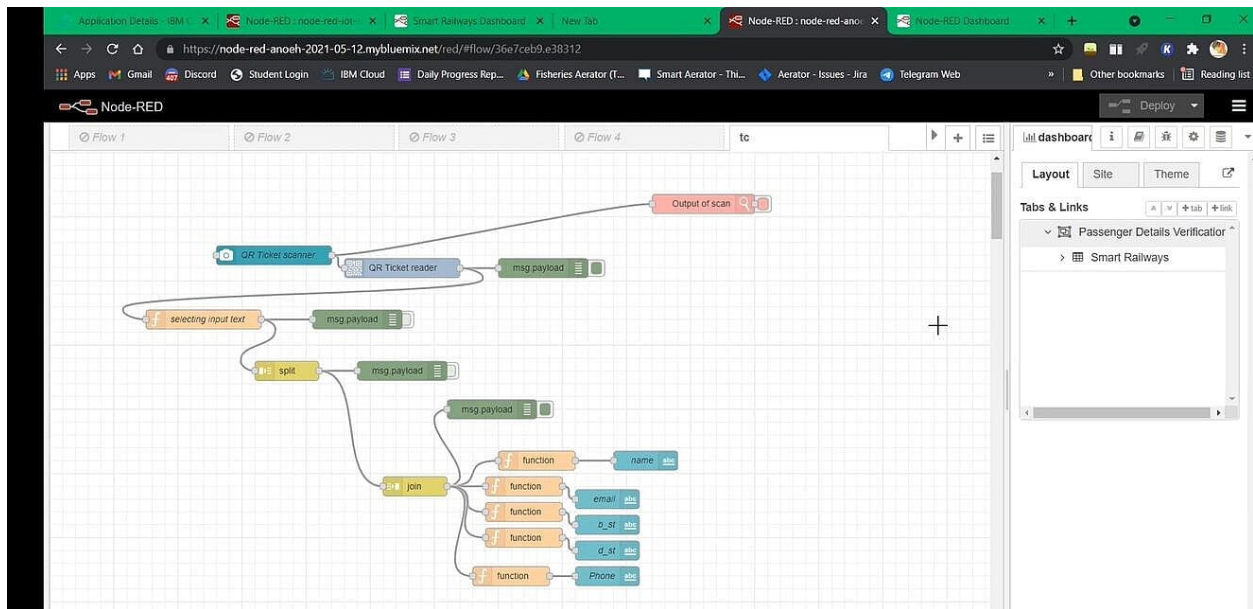 Application Details - IBM C
Node-RED : node-red-iot-
Smart Railways Dashboard
New Tab
Node-RED : node-red-anoe
Node-RED Dashboard
https://node-red-anoeh-2021-05-12.mybluemix.net/red/#flow/36e7ceb9.e38312
Apps
Gmail
Discord
Student Login
IBM Cloud
Daily Progress Rep...
Fisheries Aerator (T...
Smart Aerator - Thi...
Aerator - Issues - Jira
Telegram Web
»
Other bookmarks
Reading list
Node-RED
Deploy
Flow 1
Flow 2
Flow 3
Flow 4
tc
dashboard
Layout
Site
Theme
Tabs & Links
+ tab
+ link
Passenger Details Verification
Smart Railways
Output of scan
QR Ticket scanner
QR Ticket reader
msg.payload
selecting input text
msg.payload
split
msg.payload
msg.payload
function
name
join
function
email
function
b_st
function
d_st
function
Phone